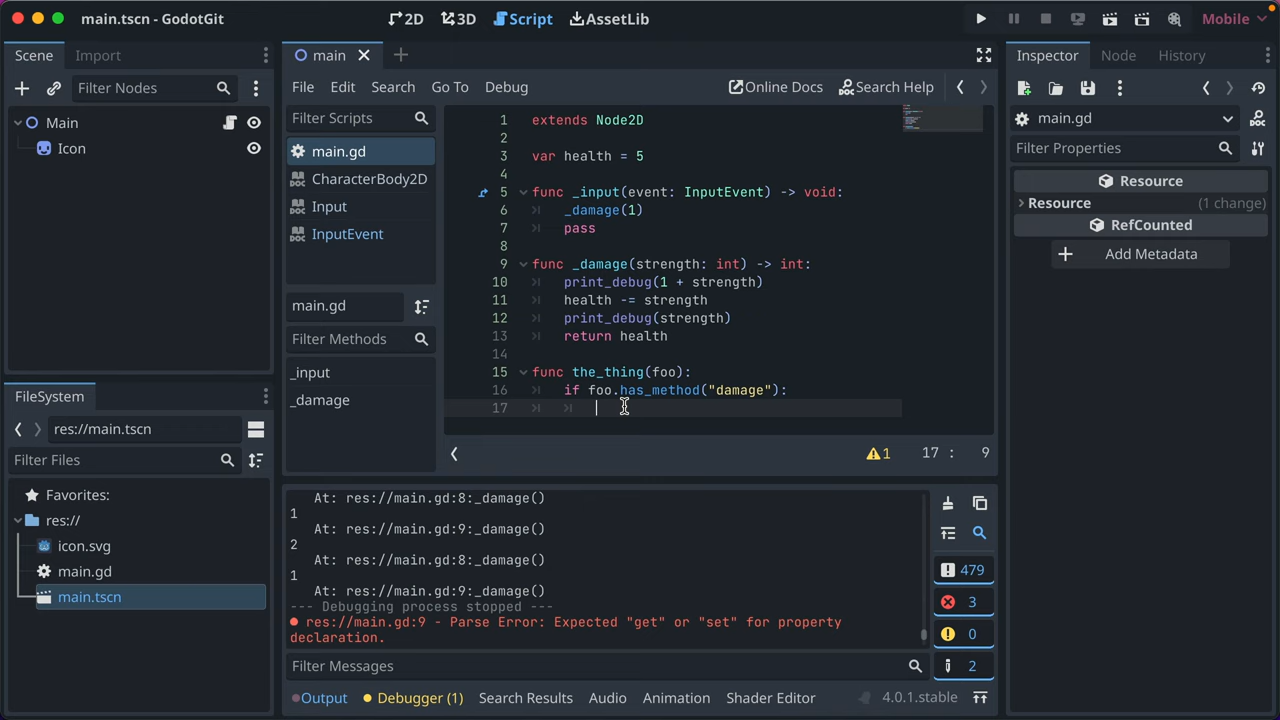 main.tscn - GodotGit
2D 3D Script AssetLib
Mobile
Scene Import
Filter Nodes
Main
Icon
FileSystem
res://main.tscn
Filter Files
Favorites:
res://
icon.svg
main.gd
main.tscn
main
File Edit Search Go To Debug
Online Docs Search Help
Filter Scripts
main.gd
CharacterBody2D
Input
InputEvent
main.gd
Filter Methods
_input
_damage
1 extends Node2D
2
3 var health = 5
4
5 func _input(event: InputEvent) -> void:
6 _damage(1)
7 pass
8
9 func _damage(strength: int) -> int:
10 print_debug(1 + strength)
11 health -= strength
12 print_debug(strength)
13 return health
14
15 func the_thing(foo):
16 if foo.has_method("damage"):
17
1 17 : 9
At: res://main.gd:8:_damage()
1
At: res://main.gd:9:_damage()
2
At: res://main.gd:8:_damage()
1
At: res://main.gd:9:_damage()
--- Debugging process stopped ---
res://main.gd:9 - Parse Error: Expected "get" or "set" for property
declaration.
Filter Messages
479
3
0
2
Output Debugger (1) Search Results Audio Animation Shader Editor 4.0.1.stable
Inspector Node History
main.gd
Filter Properties
Resource
Resource (1 change)
RefCounted
Add Metadata